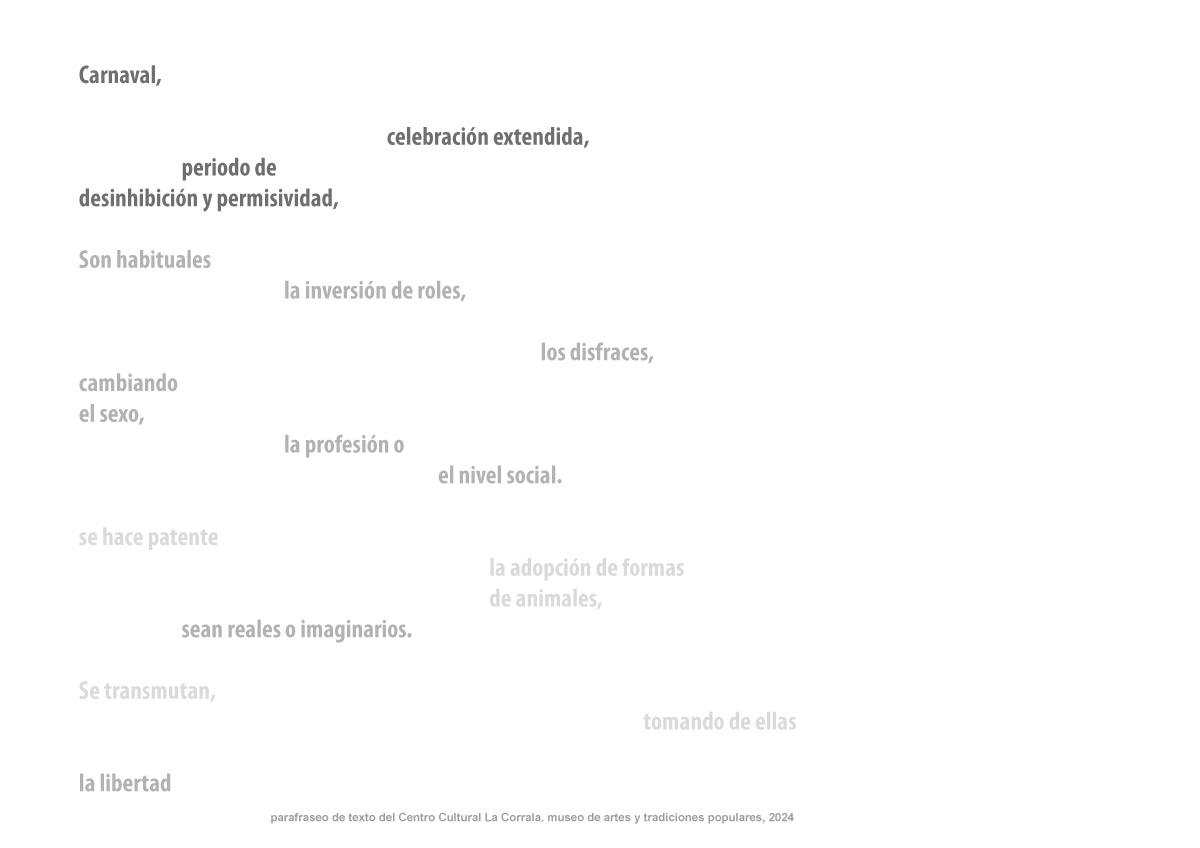 Carnaval,
celebración extendida,
periodo de
desinhibición y permisividad,
Son habituales
la inversión de roles,
los disfraces,
cambiando
el sexo,
la profesión o
el nivel social.
se hace patente
la adopción de formas
de animales,
sean reales o imaginarios.
Se transmutan,
tomando de ellas
la libertad
parafraseo de texto del Centro Cultural La Corrala. museo de artes y tradiciones populares, 2024